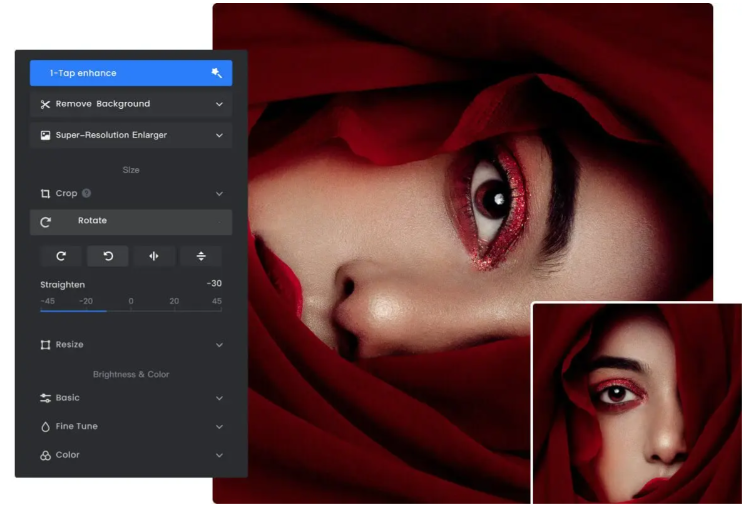 1-Tap enhance
Remove Background
Super-Resolution Enlarger
Size
Crop ?
Rotate
Straighten -30
-45 -20 0 20 45
Resize
Brightness & Color
Basic
Fine Tune
Color